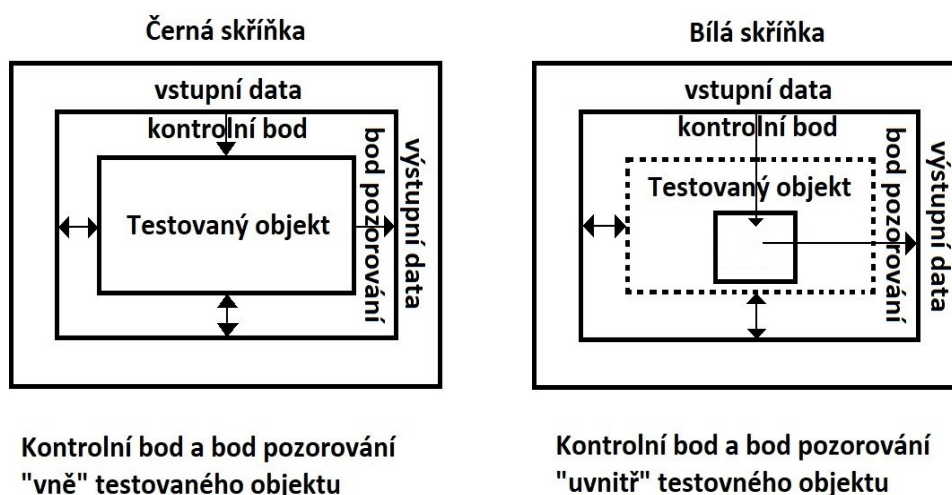 Černá skříňka
vstupní data
kontrolní bod
Testovaný objekt
bod pozorování
výstupní data
Kontrolní bod a bod pozorování
"vně" testovaného objektu
Bílá skříňka
vstupní data
kontrolní bod
Testovaný objekt
bod pozorování
výstupní data
Kontrolní bod a bod pozorování
"uvnitř" testovného objektu